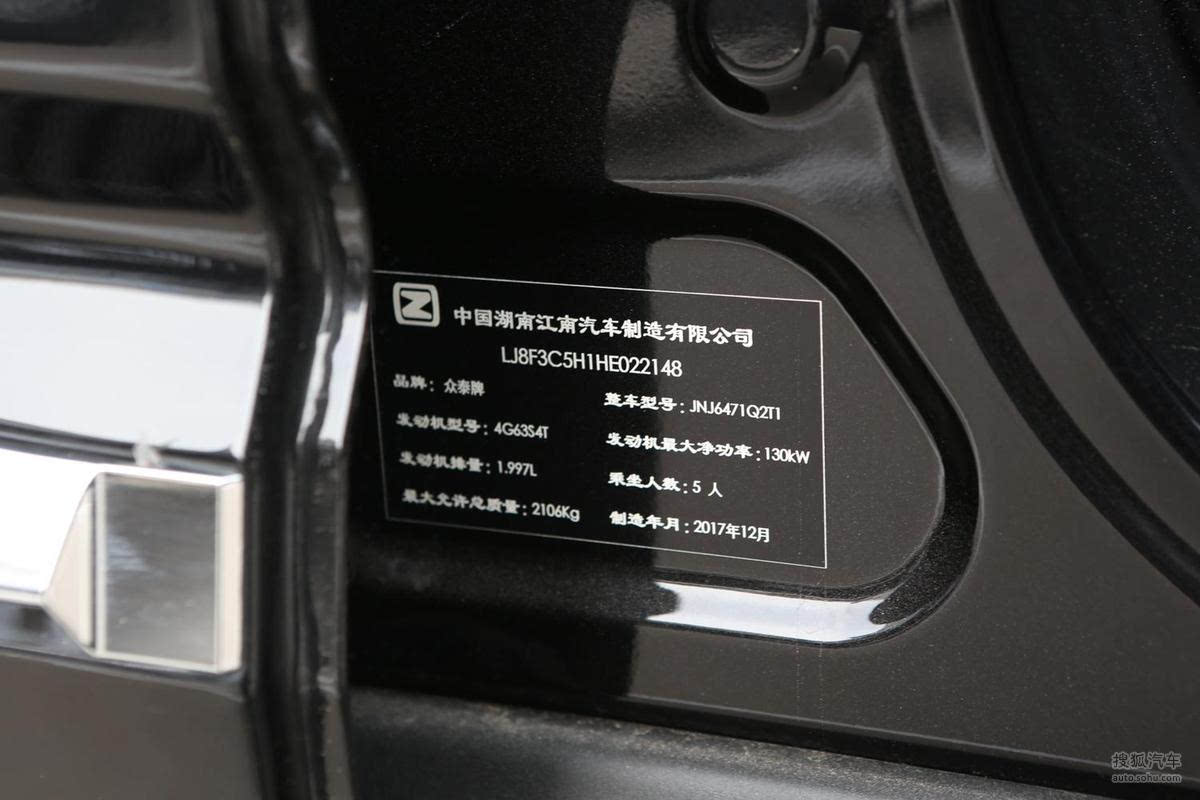 Z 中国湖南江南汽车制造有限公司
LJ8F3C5H1HE022148
品牌：众泰牌 整车型号：JNJ6471Q2T1
发动机型号：4G63S4T 发动机最大净功率：130kW
发动机排量：1.997L 乘坐人数：5 人
最大允许总质量：2106Kg 制造年月：2017年12月
搜狐汽车
auto.sohu.com